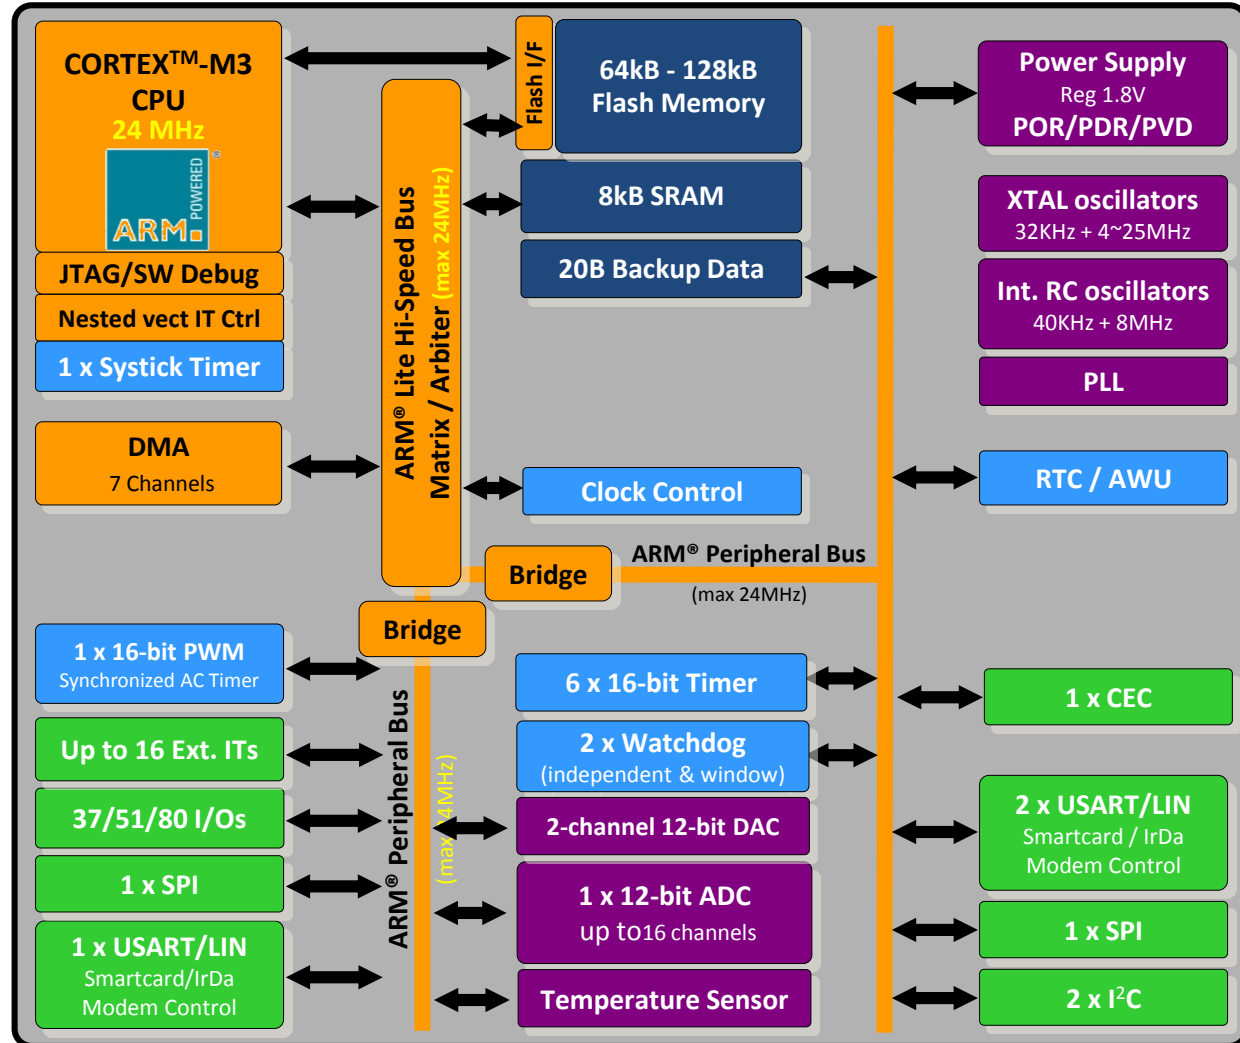 CORTEX™-M3
CPU
24 MHz
ARM® POWERED
JTAG/SW Debug
Nested vect IT Ctrl
1 x Systick Timer
DMA
7 Channels
ARM® Lite Hi-Speed Bus
Matrix / Arbiter (max 24MHz)
Flash I/F
64kB - 128kB
Flash Memory
8kB SRAM
20B Backup Data
Clock Control
Power Supply
Reg 1.8V
POR/PDR/PVD
XTAL oscillators
32KHz + 4~25MHz
Int. RC oscillators
40KHz + 8MHz
PLL
RTC / AWU
ARM® Peripheral Bus
(max 24MHz)
Bridge
Bridge
1 x 16-bit PWM
Synchronized AC Timer
Up to 16 Ext. ITs
37/51/80 I/Os
1 x SPI
1 x USART/LIN
Smartcard/IrDa
Modem Control
ARM® Peripheral Bus
(max 24MHz)
6 x 16-bit Timer
2 x Watchdog
(independent & window)
2-channel 12-bit DAC
1 x 12-bit ADC
up to16 channels
Temperature Sensor
1 x CEC
2 x USART/LIN
Smartcard / IrDa
Modem Control
1 x SPI
2 x I²C